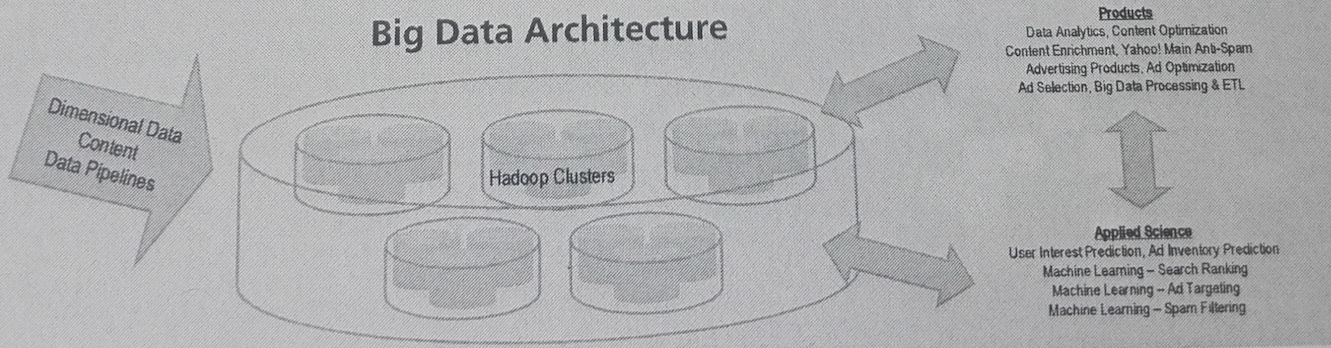 Big Data Architecture
Dimensional Data
Content
Data Pipelines
Hadoop Clusters
Products
Data Analytics, Content Optimization
Content Enrichment, Yahoo! Main Anti-Spam
Advertising Products, Ad Optimization
Ad Selection, Big Data Processing & ETL
Applied Science
User Interest Prediction, Ad Inventory Prediction
Machine Learning – Search Ranking
Machine Learning – Ad Targeting
Machine Learning – Spam Filtering